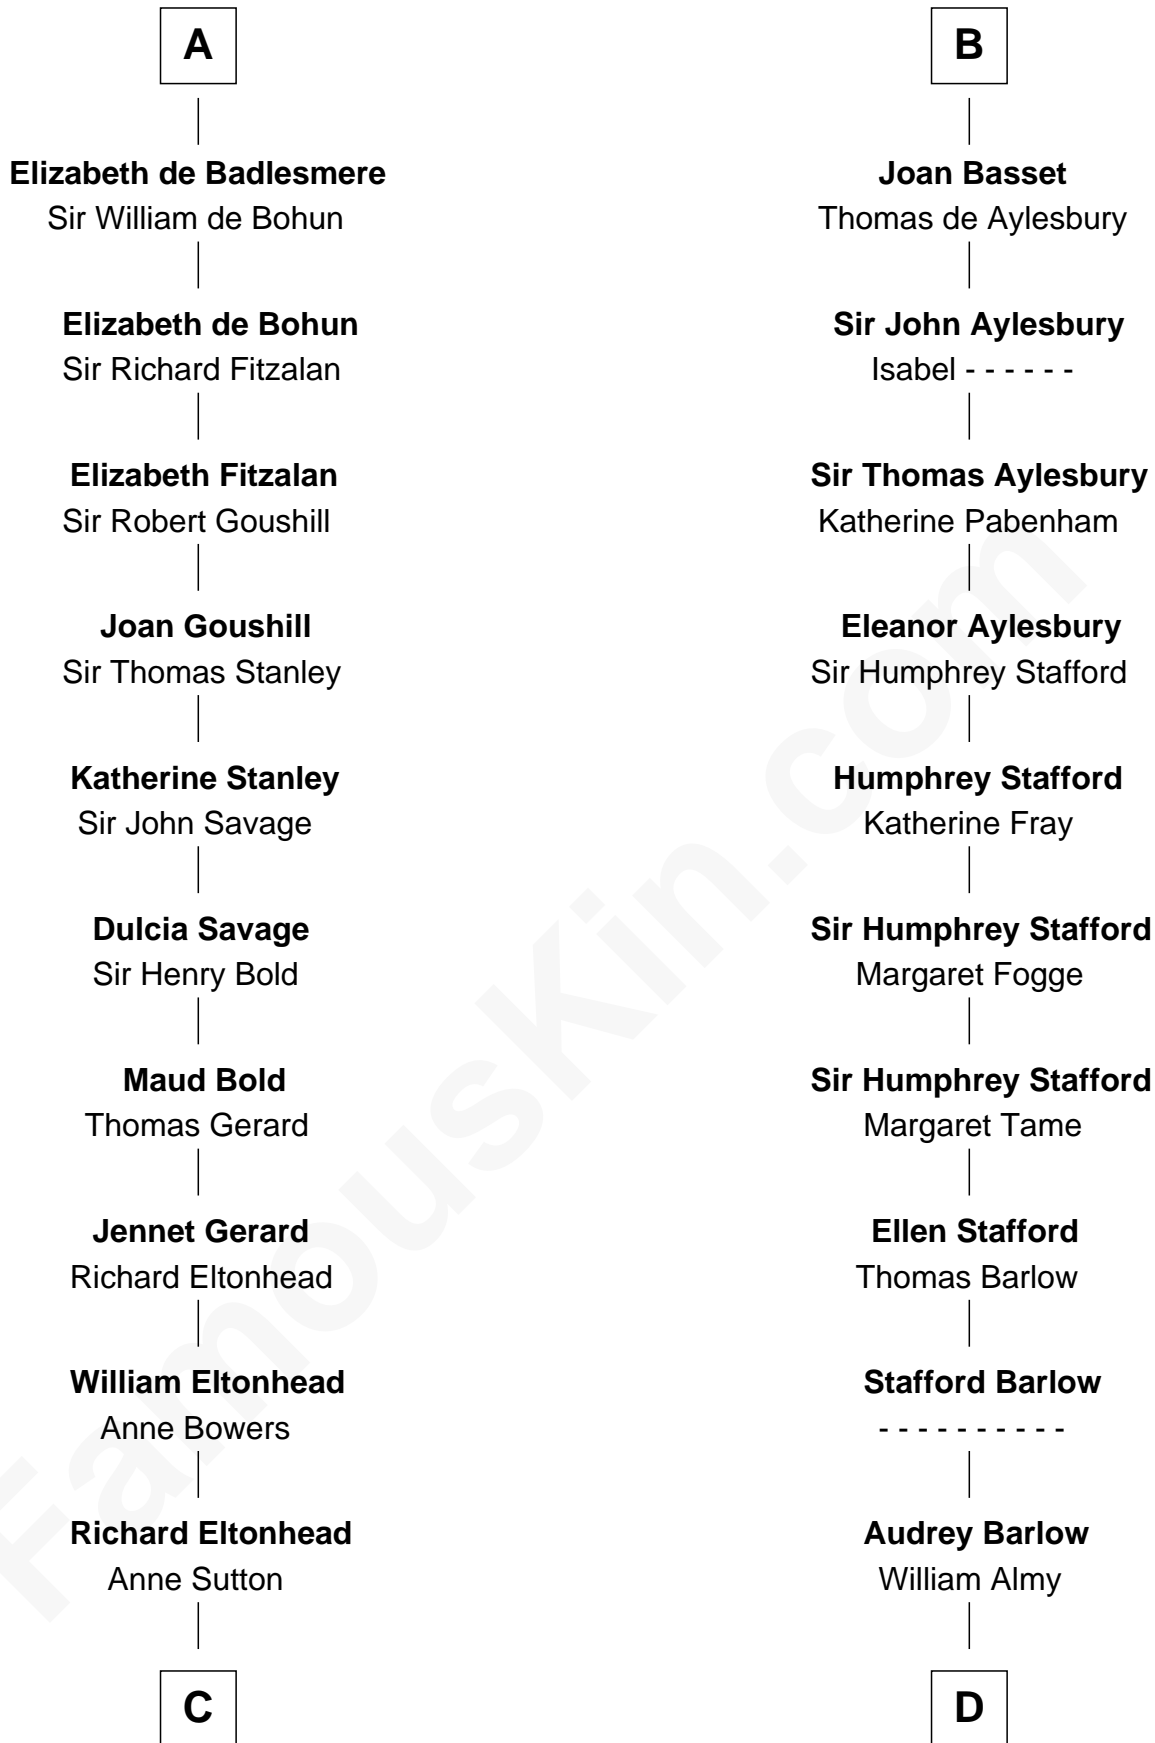 A
Elizabeth de Badlesmere
Sir William de Bohun
Elizabeth de Bohun
Sir Richard Fitzalan
Elizabeth Fitzalan
Sir Robert Goushill
Joan Goushill
Sir Thomas Stanley
Katherine Stanley
Sir John Savage
Dulcia Savage
Sir Henry Bold
Maud Bold
Thomas Gerard
Jennet Gerard
Richard Eltonhead
William Eltonhead
Anne Bowers
Richard Eltonhead
Anne Sutton
C
B
Joan Basset
Thomas de Aylesbury
Sir John Aylesbury
Isabel - - - - - -
Sir Thomas Aylesbury
Katherine Pabenham
Eleanor Aylesbury
Sir Humphrey Stafford
Humphrey Stafford
Katherine Fray
Sir Humphrey Stafford
Margaret Fogge
Sir Humphrey Stafford
Margaret Tame
Ellen Stafford
Thomas Barlow
Stafford Barlow
- - - - - - - - - -
Audrey Barlow
William Almy
D
FamousKin.com